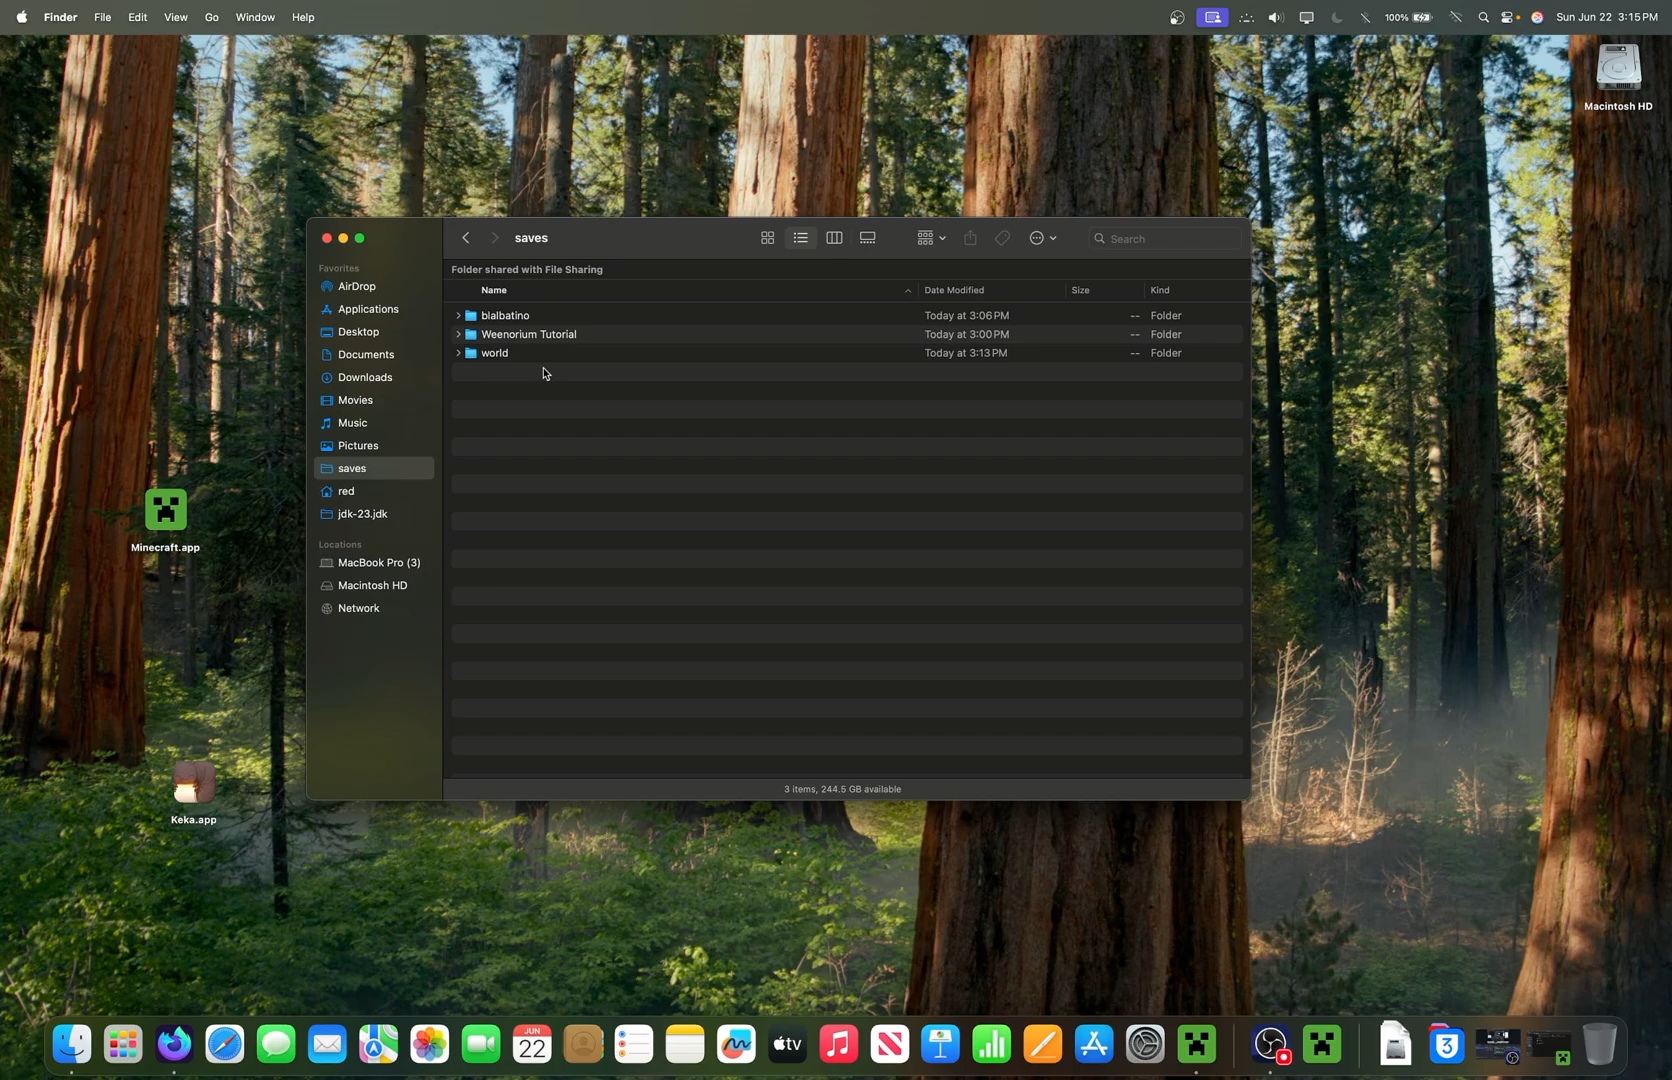 Finder File Edit View Go Window Help 100% Sun Jun 22 3:15 PM
Macintosh HD
saves Search
Folder shared with File Sharing
Name Date Modified Size Kind
blalbatino Today at 3:06 PM -- Folder
Weenorium Tutorial Today at 3:00 PM -- Folder
world Today at 3:13 PM -- Folder
Favorites
AirDrop
Applications
Desktop
Documents
Downloads
Movies
Music
Pictures
saves
red
jdk-23.jdk
Locations
MacBook Pro (3)
Macintosh HD
Network
3 items, 244.5 GB available
Minecraft.app
Keka.app
JUN
22
tv
3